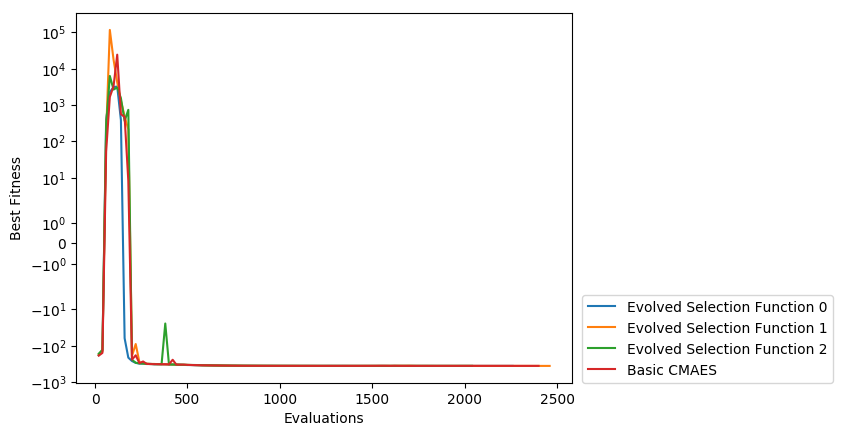 10^5
10^4
10^3
10^2
10^1
10^0
0
−10^0
−10^1
−10^2
−10^3
Best Fitness
0
500
1000
1500
2000
2500
Evaluations
Evolved Selection Function 0
Evolved Selection Function 1
Evolved Selection Function 2
Basic CMAES